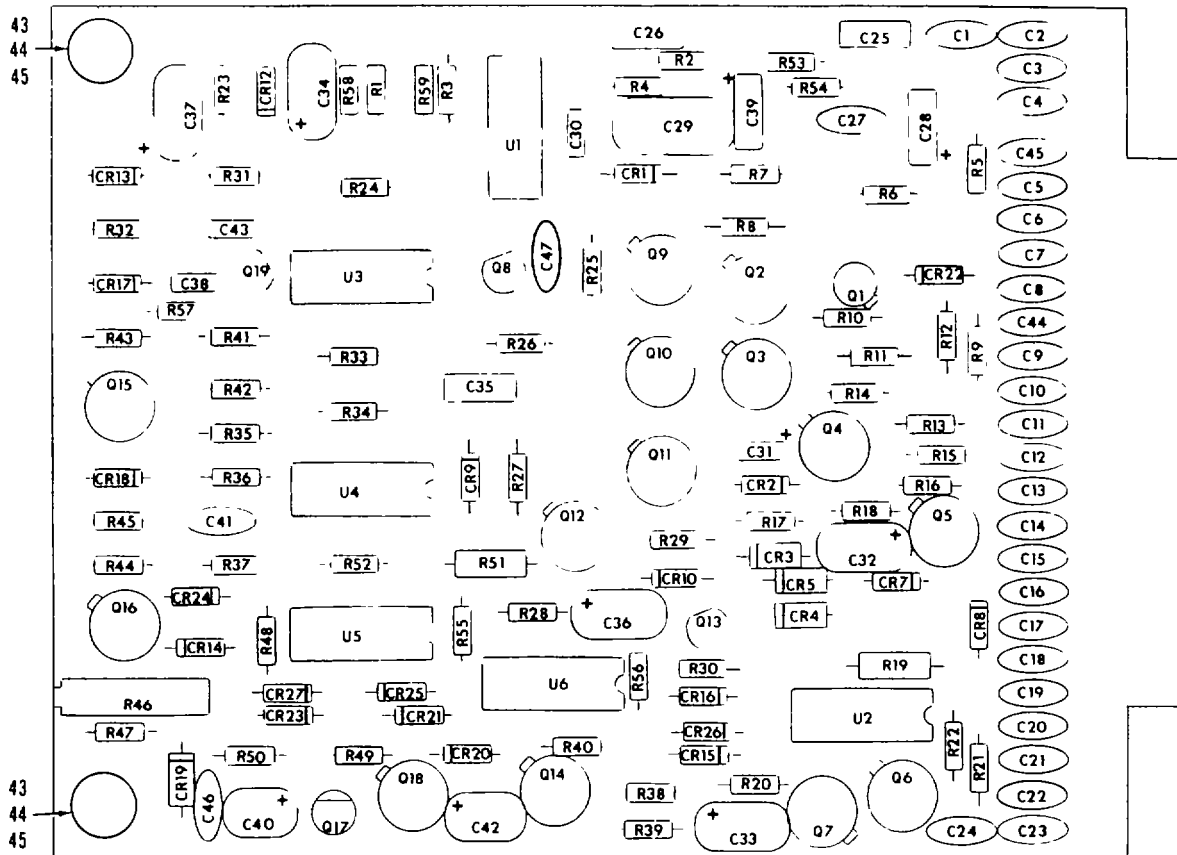 43
44
45
C26
C25
C1
C2
R2
R53
C3
R23
CR12
C34
R58
R1
R59
R3
R4
R54
C4
C37
+
+
C39
C29
C27
C28
C30
U1
+
+
C45
R5
CR13
R31
R24
CR1
R7
C5
R6
C6
R32
C43
R8
C47
C7
Q19
U3
Q8
R25
Q9
Q2
CR22
CR17
C38
Q1
C8
R57
R10
C44
R43
R41
R26
R12
R9
R33
Q10
Q3
R11
C9
Q15
R42
C35
R14
C10
R34
R13
C11
R35
+
Q4
Q11
C31
R15
C12
CR18
R36
CR9
R27
CR2
R16
C13
U4
R45
C41
Q12
R17
R18
Q5
C14
R29
+
R44
R37
R52
R51
CR3
C32
C15
CR10
CR5
CR7
CR24
+
C16
Q16
R28
C36
CR4
CR8
C17
R48
U5
R55
Q13
CR14
C18
R56
R30
R19
U6
R46
CR27
CR25
CR16
C19
CR23
CR21
U2
R47
CR26
C20
R50
R49
CR20
R40
CR15
R22
C21
CR19
Q18
Q14
R20
Q6
R21
43
44
45
C46
+
+
R38
C22
C40
Q17
C42
R39
+
C33
Q7
C24
C23